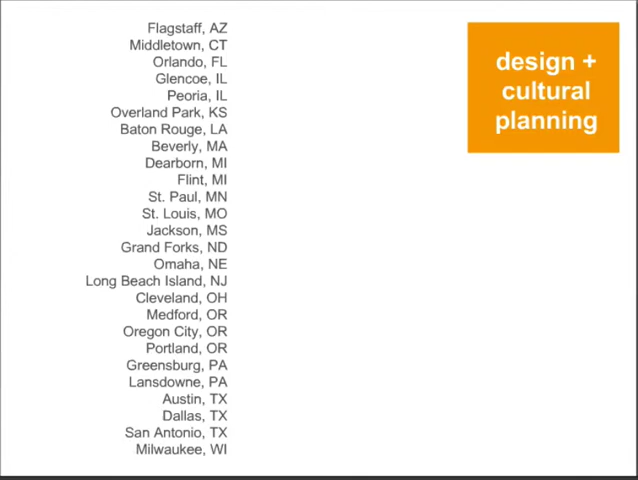 Flagstaff, AZ
Middletown, CT
Orlando, FL
Glencoe, IL
Peoria, IL
Overland Park, KS
Baton Rouge, LA
Beverly, MA
Dearborn, MI
Flint, MI
St. Paul, MN
St. Louis, MO
Jackson, MS
Grand Forks, ND
Omaha, NE
Long Beach Island, NJ
Cleveland, OH
Medford, OR
Oregon City, OR
Portland, OR
Greensburg, PA
Lansdowne, PA
Austin, TX
Dallas, TX
San Antonio, TX
Milwaukee, WI
design +
cultural
planning